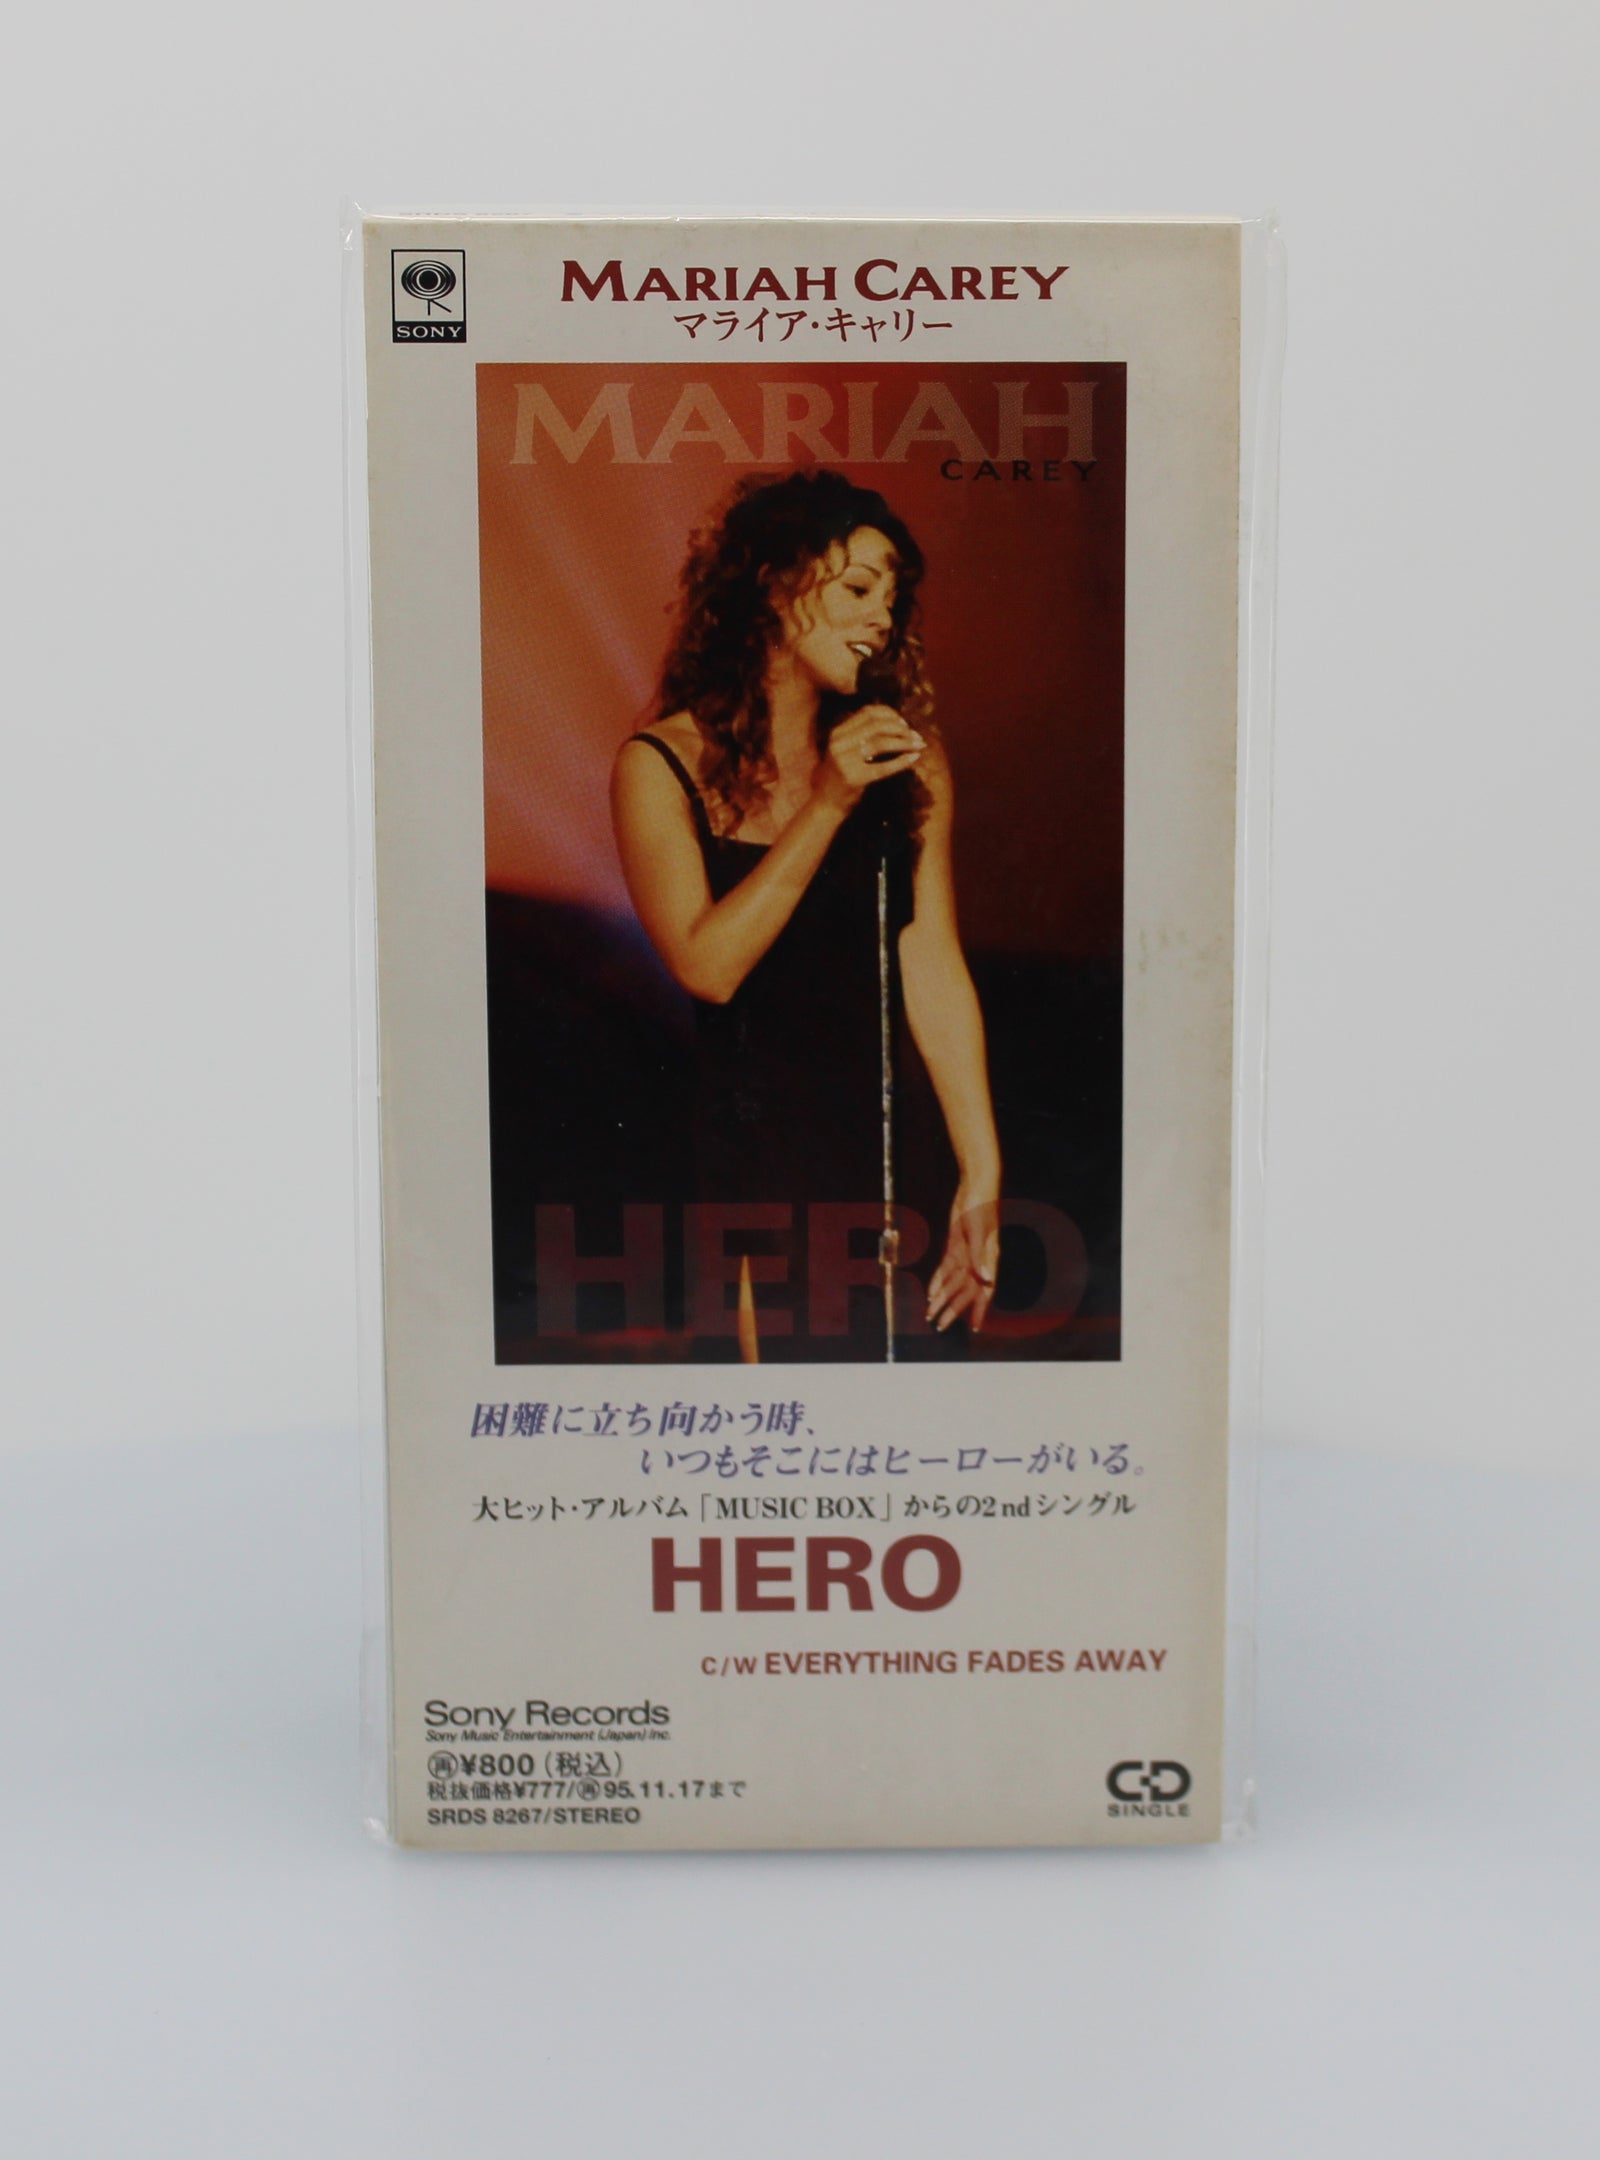 SONY
MARIAH CAREY
マライア・キャリー
MARIAH
CAREY
HERO
困難に立ち向かう時、
いつもそこにはヒーローがいる。
大ヒット・アルバム「MUSIC BOX」からの2ndシングル
HERO
C/W EVERYTHING FADES AWAY
Sony Records
Sony Music Entertainment (Japan) Inc.
㊢¥800(税込)
税抜価格¥777/㊢95.11.17まで
SRDS 8267/STEREO
CD
SINGLE